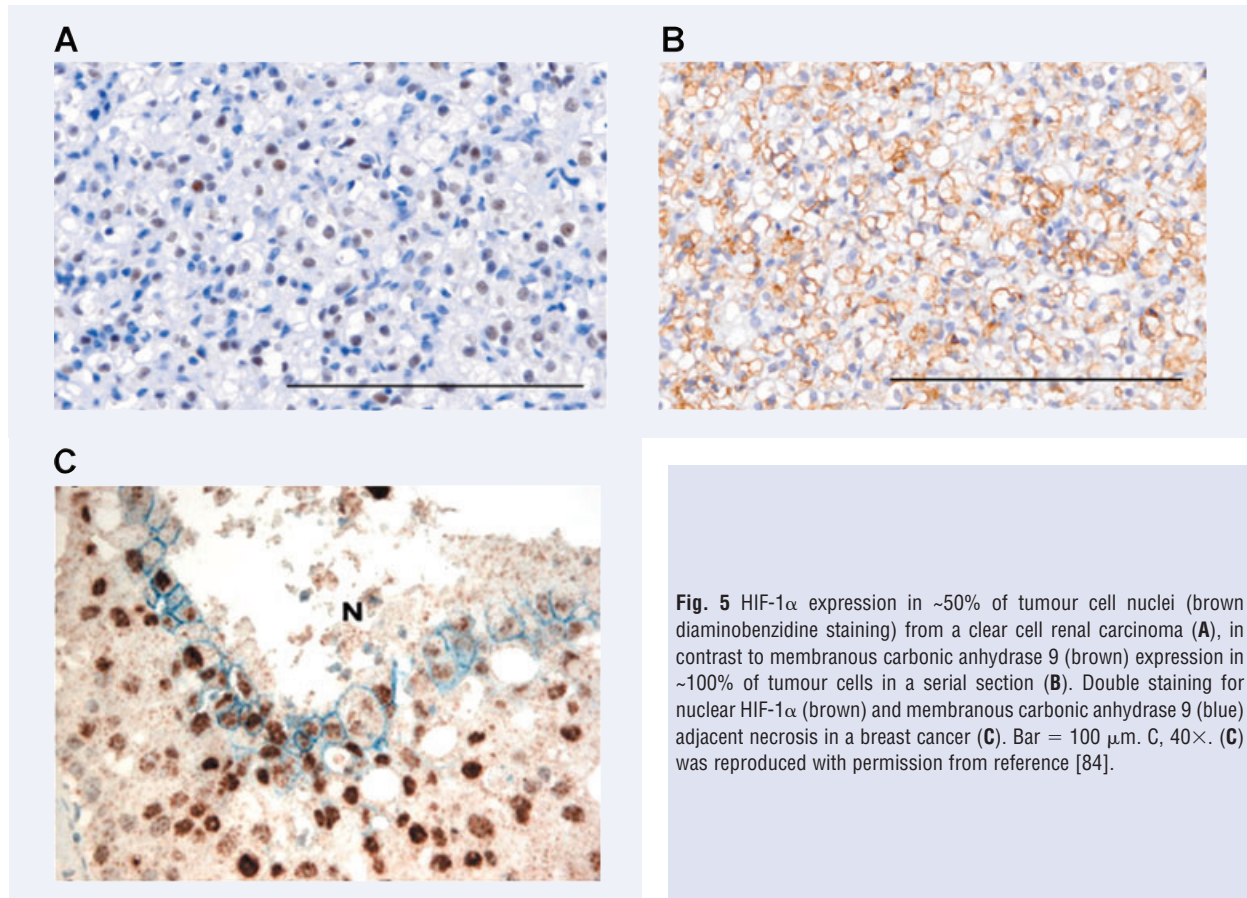 A
B
C
N
Fig. 5 HIF-1α expression in ~50% of tumour cell nuclei (brown
diaminobenzidine staining) from a clear cell renal carcinoma (A), in
contrast to membranous carbonic anhydrase 9 (brown) expression in
~100% of tumour cells in a serial section (B). Double staining for
nuclear HIF-1α (brown) and membranous carbonic anhydrase 9 (blue)
adjacent necrosis in a breast cancer (C). Bar = 100 μm. C, 40×. (C)
was reproduced with permission from reference [84].